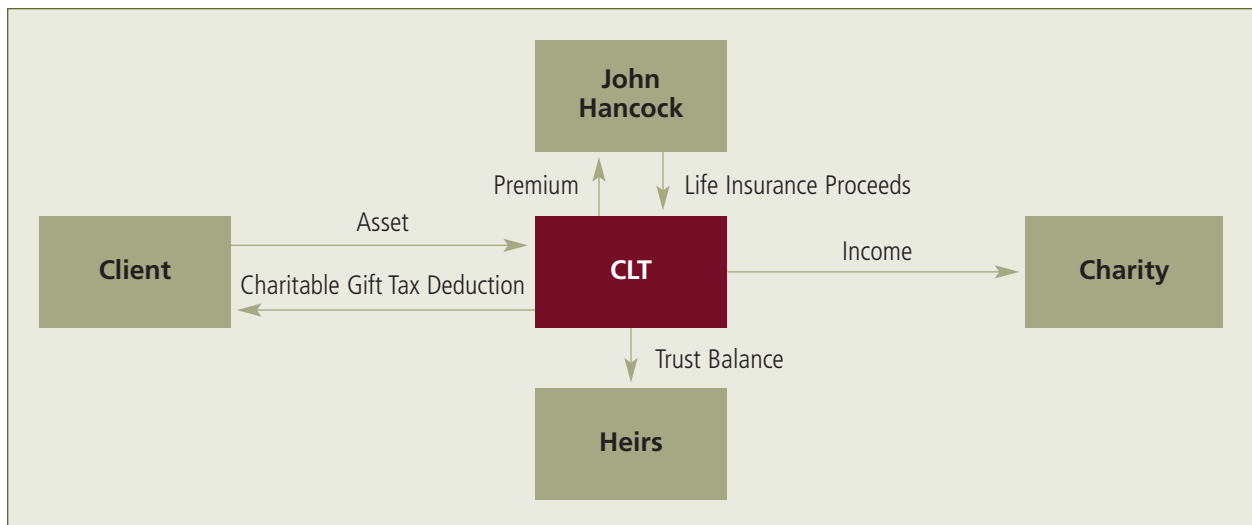 John
Hancock
Premium
Life Insurance Proceeds
Asset
Client
Charitable Gift Tax Deduction
CLT
Income
Charity
Trust Balance
Heirs